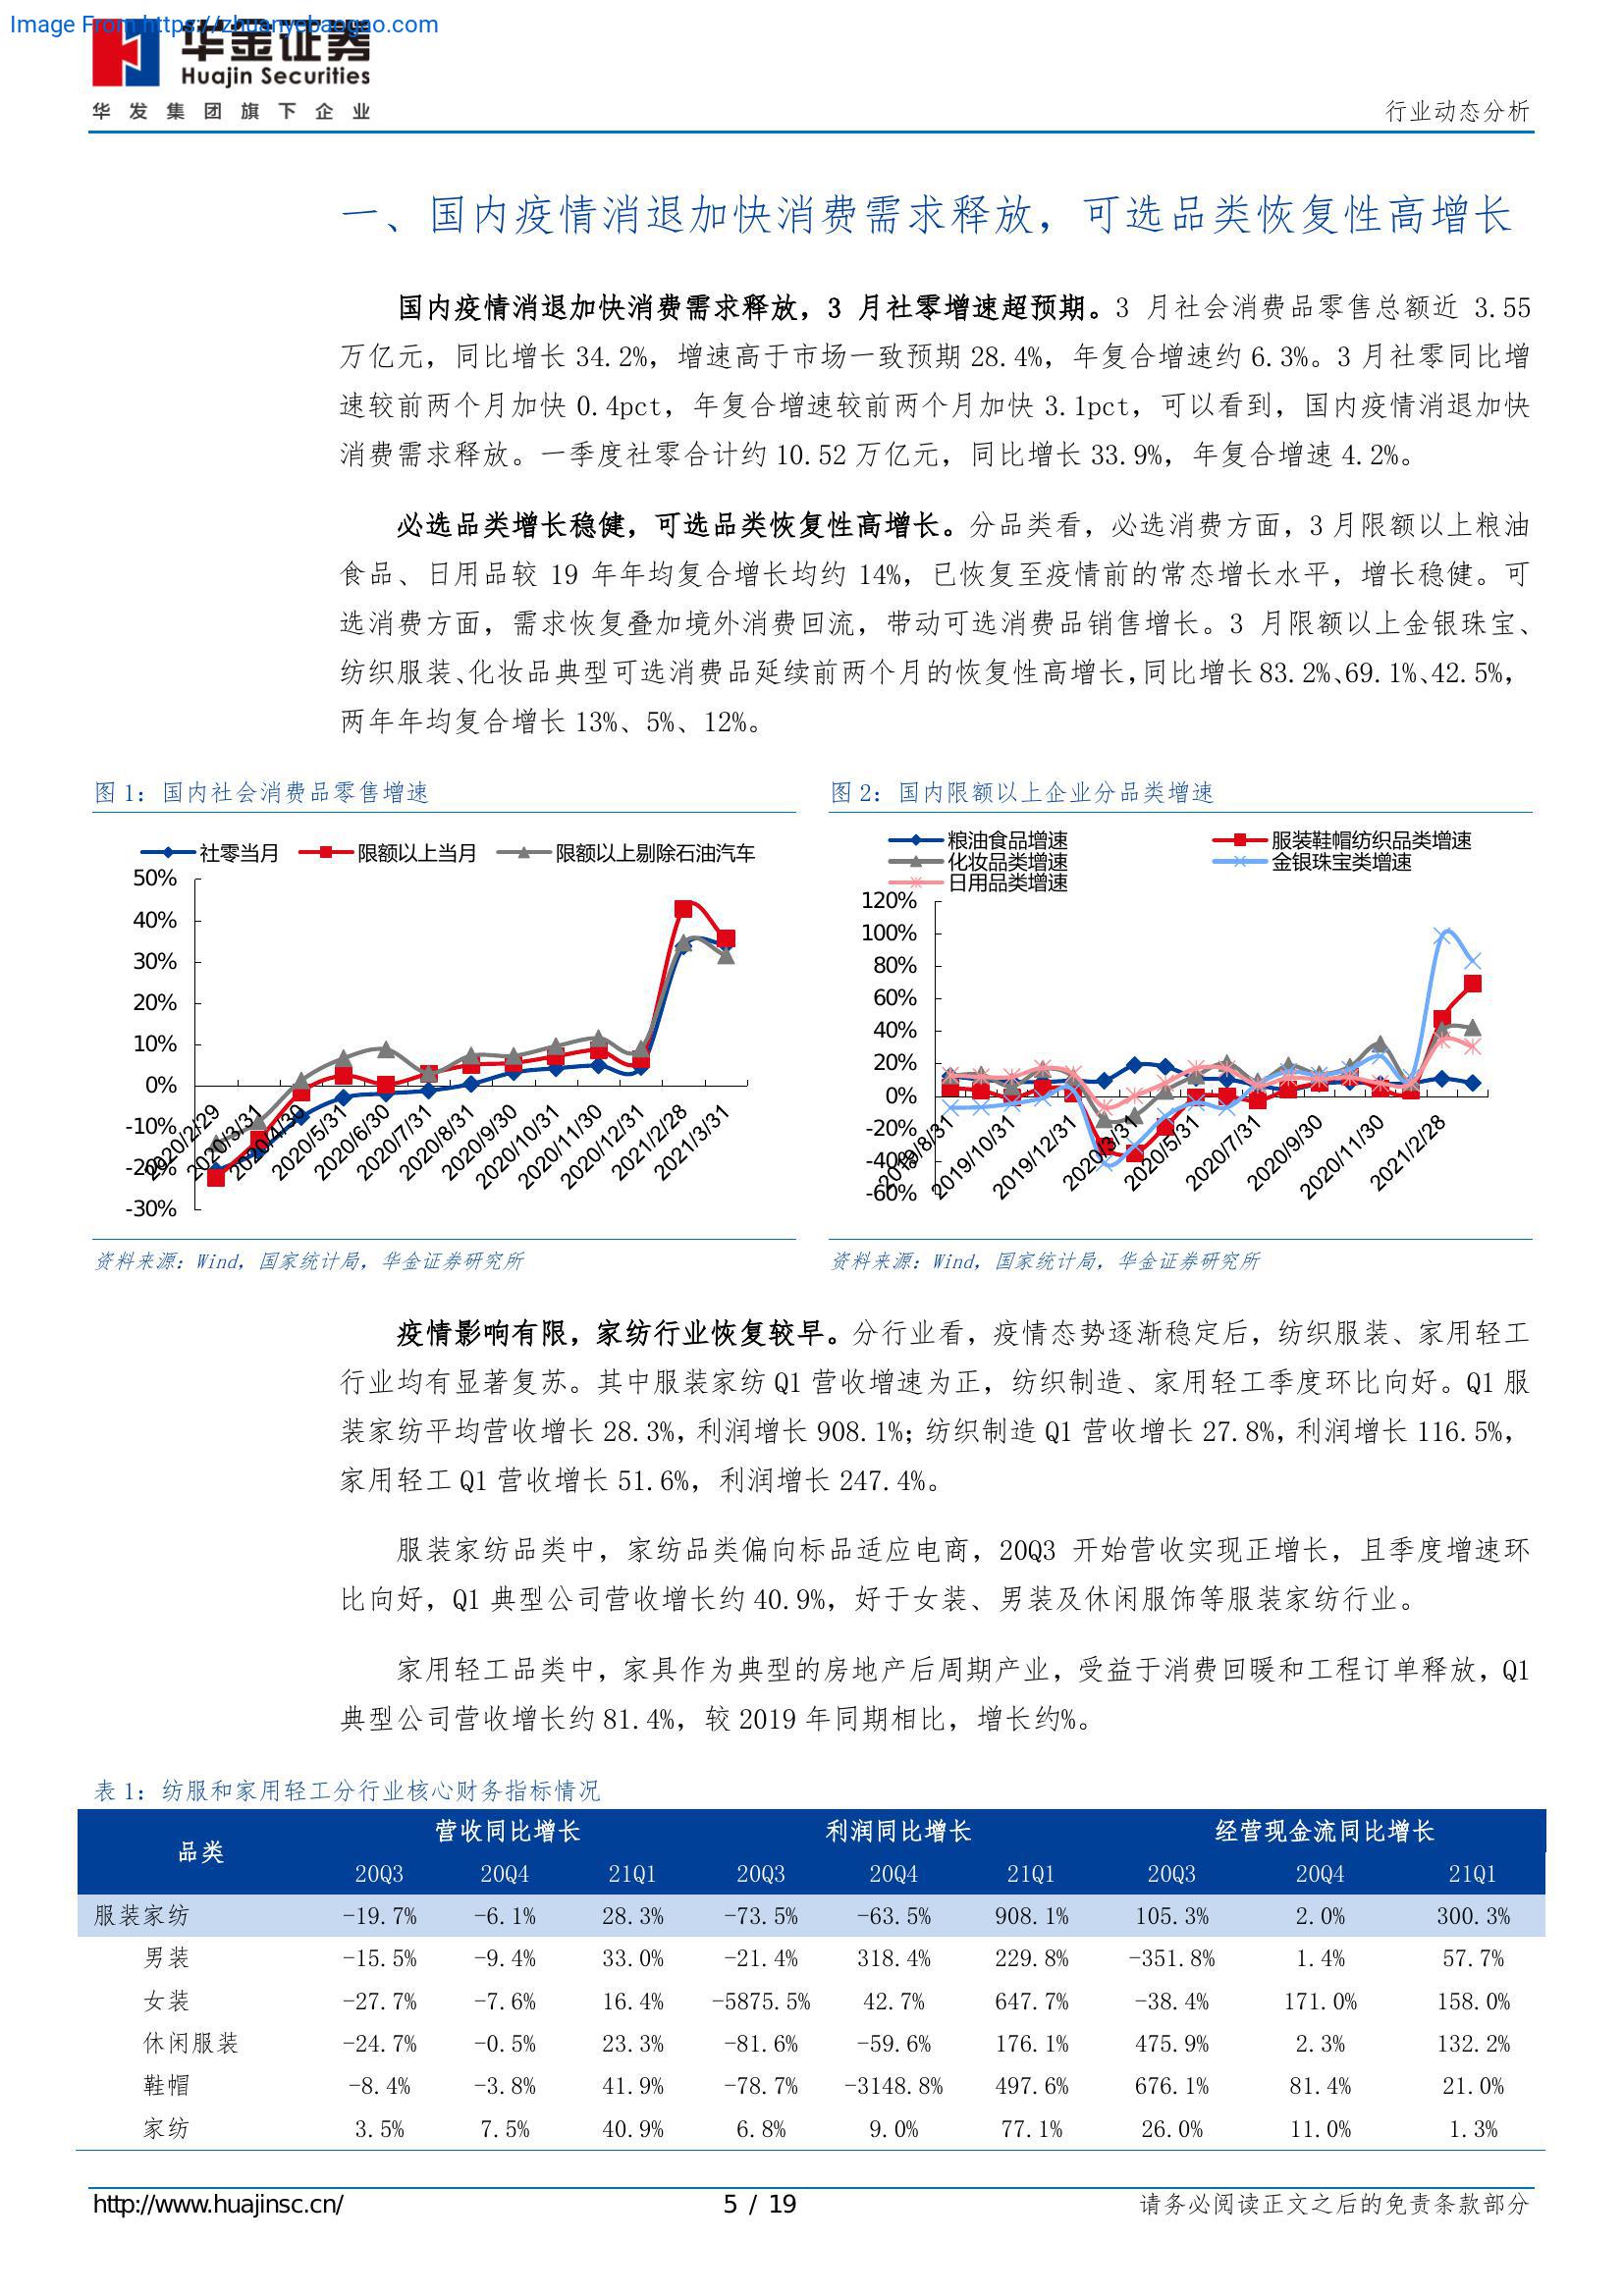 Image From https://zhuanyebaogao.com
华金证券
Huajin Securities
华发集团旗下企业
行业动态分析
一、国内疫情消退加快消费需求释放，可选品类恢复性高增长
国内疫情消退加快消费需求释放，3 月社零增速超预期。3 月社会消费品零售总额近 3.55
万亿元，同比增长 34.2%，增速高于市场一致预期 28.4%，年复合增速约 6.3%。3 月社零同比增
速较前两个月加快 0.4pct，年复合增速较前两个月加快 3.1pct，可以看到，国内疫情消退加快
消费需求释放。一季度社零合计约 10.52 万亿元，同比增长 33.9%，年复合增速 4.2%。
必选品类增长稳健，可选品类恢复性高增长。分品类看，必选消费方面，3 月限额以上粮油
食品、日用品较 19 年年均复合增长均约 14%，已恢复至疫情前的常态增长水平，增长稳健。可
选消费方面，需求恢复叠加境外消费回流，带动可选消费品销售增长。3 月限额以上金银珠宝、
纺织服装、化妆品典型可选消费品延续前两个月的恢复性高增长，同比增长 83.2%、69.1%、42.5%，
两年年均复合增长 13%、5%、12%。
图 1：国内社会消费品零售增速
社零当月 限额以上当月 限额以上剔除石油汽车
50%
40%
30%
20%
10%
0%
-10%
-20%
-30%
2020/2/29 2020/3/31 2020/4/30 2020/5/31 2020/6/30 2020/7/31 2020/8/31 2020/9/30 2020/10/31 2020/11/30 2020/12/31 2021/2/28 2021/3/31
资料来源：Wind，国家统计局，华金证券研究所
图 2：国内限额以上企业分品类增速
粮油食品增速 服装鞋帽纺织品类增速
化妆品类增速 金银珠宝类增速
日用品类增速
120%
100%
80%
60%
40%
20%
0%
-20%
-40%
-60%
2019/8/31 2019/10/31 2019/12/31 2020/3/31 2020/5/31 2020/7/31 2020/9/30 2020/11/30 2021/2/28
资料来源：Wind，国家统计局，华金证券研究所
疫情影响有限，家纺行业恢复较早。分行业看，疫情态势逐渐稳定后，纺织服装、家用轻工
行业均有显著复苏。其中服装家纺 Q1 营收增速为正，纺织制造、家用轻工季度环比向好。Q1 服
装家纺平均营收增长 28.3%，利润增长 908.1%；纺织制造 Q1 营收增长 27.8%，利润增长 116.5%，
家用轻工 Q1 营收增长 51.6%，利润增长 247.4%。
服装家纺品类中，家纺品类偏向标品适应电商，20Q3 开始营收实现正增长，且季度增速环
比向好，Q1 典型公司营收增长约 40.9%，好于女装、男装及休闲服饰等服装家纺行业。
家用轻工品类中，家具作为典型的房地产后周期产业，受益于消费回暖和工程订单释放，Q1
典型公司营收增长约 81.4%，较 2019 年同期相比，增长约%。
表 1：纺服和家用轻工分行业核心财务指标情况
品类 营收同比增长 利润同比增长 经营现金流同比增长
20Q3 20Q4 21Q1 20Q3 20Q4 21Q1 20Q3 20Q4 21Q1
服装家纺 -19.7% -6.1% 28.3% -73.5% -63.5% 908.1% 105.3% 2.0% 300.3%
男装 -15.5% -9.4% 33.0% -21.4% 318.4% 229.8% -351.8% 1.4% 57.7%
女装 -27.7% -7.6% 16.4% -5875.5% 42.7% 647.7% -38.4% 171.0% 158.0%
休闲服装 -24.7% -0.5% 23.3% -81.6% -59.6% 176.1% 475.9% 2.3% 132.2%
鞋帽 -8.4% -3.8% 41.9% -78.7% -3148.8% 497.6% 676.1% 81.4% 21.0%
家纺 3.5% 7.5% 40.9% 6.8% 9.0% 77.1% 26.0% 11.0% 1.3%
http://www.huajinsc.cn/ 5 / 19 请务必阅读正文之后的免责条款部分